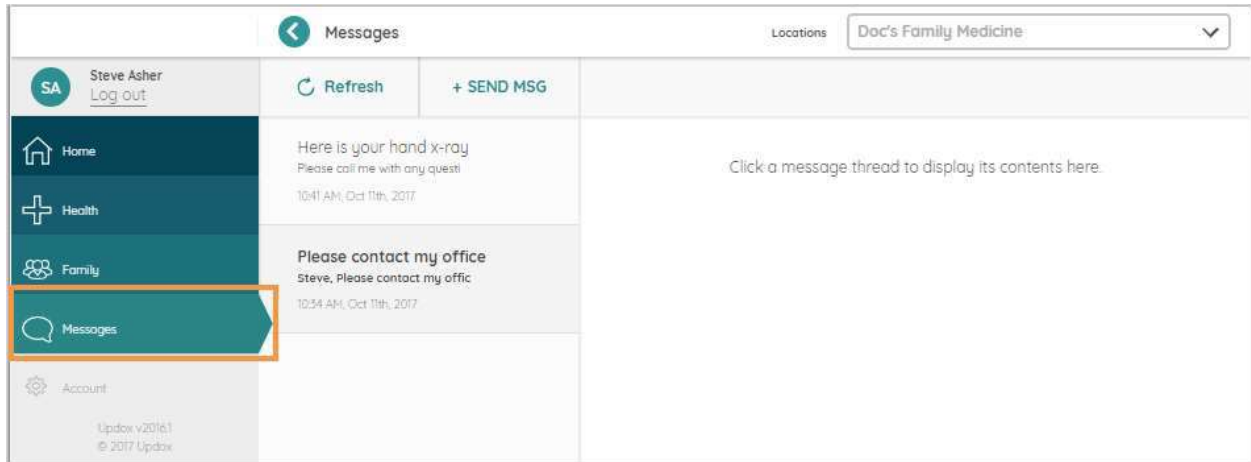 Messages
Locations
Doc's Family Medicine
SA
Steve Asher
Log out
Refresh
+ SEND MSG
Home
Health
Family
Messages
Account
Updox v2016.1
© 2017 Updox
Here is your hand x-ray
Please call me with any questi
10:41 AM, Oct 11th, 2017
Please contact my office
Steve, Please contact my offic
10:34 AM, Oct 11th, 2017
Click a message thread to display its contents here.